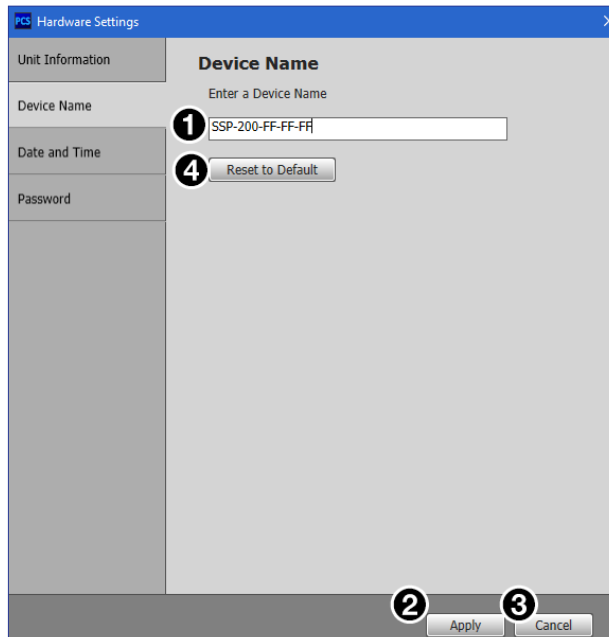 PCS Hardware Settings
Unit Information
Device Name
Date and Time
Password
Device Name
Enter a Device Name
1 SSP-200-FF-FF-FF
4 Reset to Default
2 Apply 3 Cancel